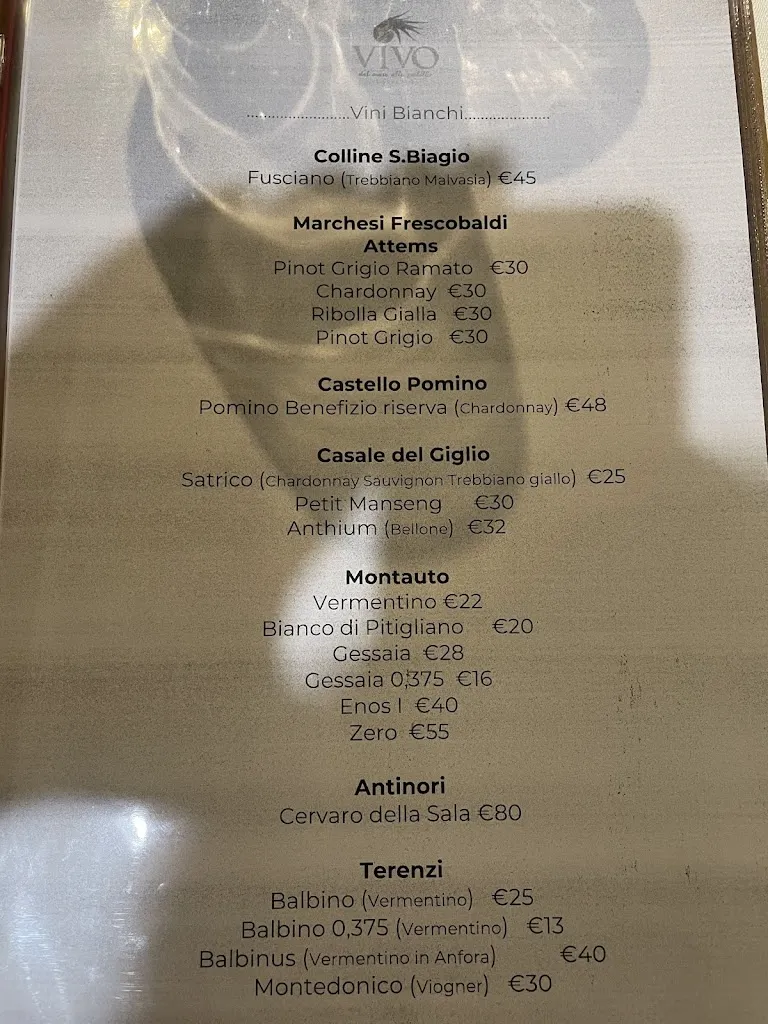 VIVO
dal mare alla padella
........................Vini Bianchi....................
Colline S.Biagio
Fusciano (Trebbiano Malvasia) €45
Marchesi Frescobaldi
Attems
Pinot Grigio Ramato €30
Chardonnay €30
Ribolla Gialla €30
Pinot Grigio €30
Castello Pomino
Pomino Benefizio riserva (Chardonnay) €48
Casale del Giglio
Satrico (Chardonnay Sauvignon Trebbiano giallo) €25
Petit Manseng €30
Anthium (Bellone) €32
Montauto
Vermentino €22
Bianco di Pitigliano €20
Gessaia €28
Gessaia 0,375 €16
Enos I €40
Zero €55
Antinori
Cervaro della Sala €80
Terenzi
Balbino (Vermentino) €25
Balbino 0,375 (Vermentino) €13
Balbinus (Vermentino in Anfora) €40
Montedonico (Viogner) €30